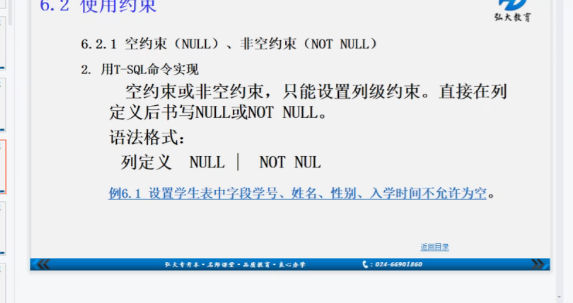 6.2 使用约束
弘大教育
6.2.1 空约束（NULL）、非空约束（NOT NULL）
2. 用T-SQL命令实现
空约束或非空约束，只能设置列级约束。直接在列
定义后书写NULL或NOT NULL。
语法格式：
列定义 NULL | NOT NUL
例6.1 设置学生表中字段学号、姓名、性别、入学时间不允许为空。
返回目录
弘大专升本·名师课堂·品质教育·良心办学
：024-66901860